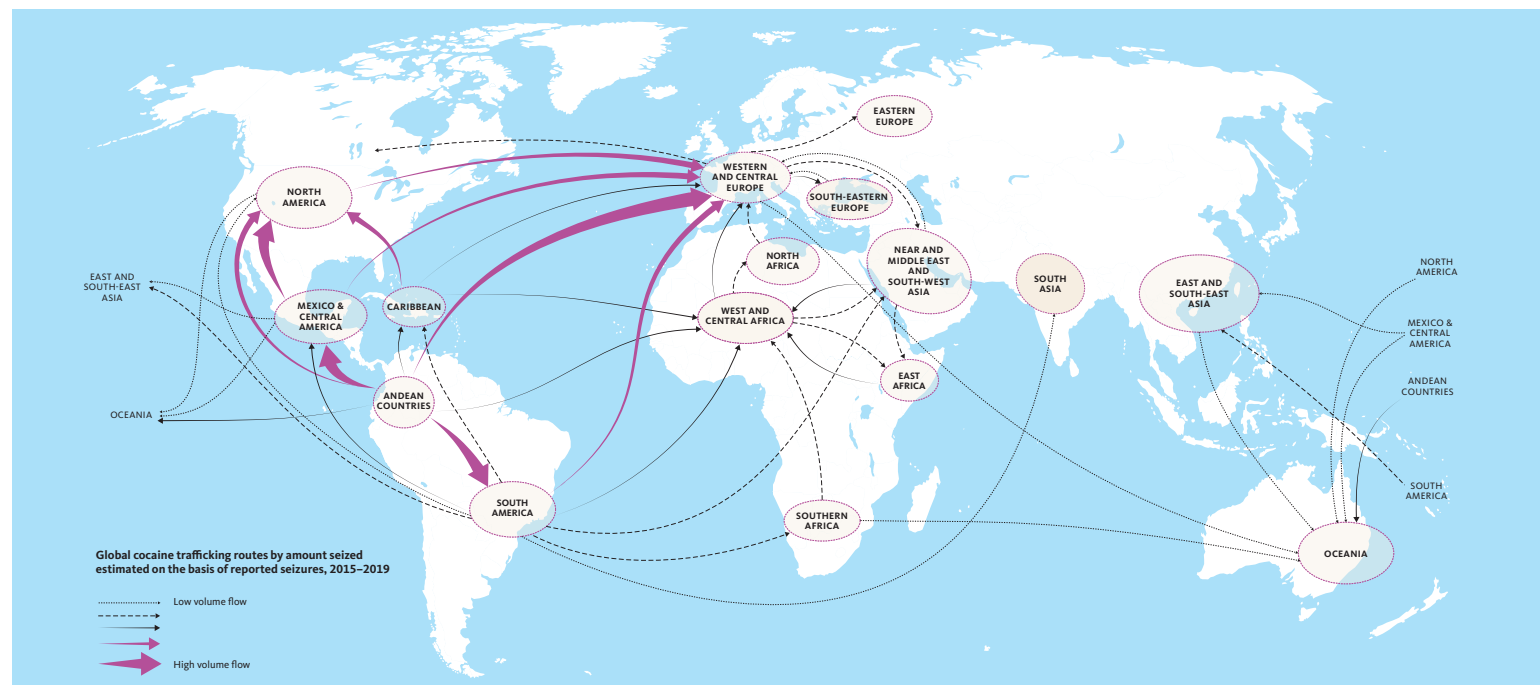 EASTERN
EUROPE
WESTERN
AND CENTRAL
EUROPE
NORTH
AMERICA
SOUTH-EASTERN
EUROPE
NORTH
AFRICA
NEAR AND
MIDDLE EAST
AND
SOUTH-WEST
ASIA
SOUTH
ASIA
EAST AND
SOUTH-EAST
ASIA
NORTH
AMERICA
EAST AND
SOUTH-EAST
ASIA
MEXICO &
CENTRAL
AMERICA
CARIBBEAN
WEST AND
CENTRAL AFRICA
MEXICO &
CENTRAL
AMERICA
EAST
AFRICA
ANDEAN
COUNTRIES
ANDEAN
COUNTRIES
OCEANIA
SOUTH
AMERICA
SOUTH
AMERICA
SOUTHERN
AFRICA
OCEANIA
Global cocaine trafficking routes by amount seized
estimated on the basis of reported seizures, 2015–2019
Low volume flow
High volume flow